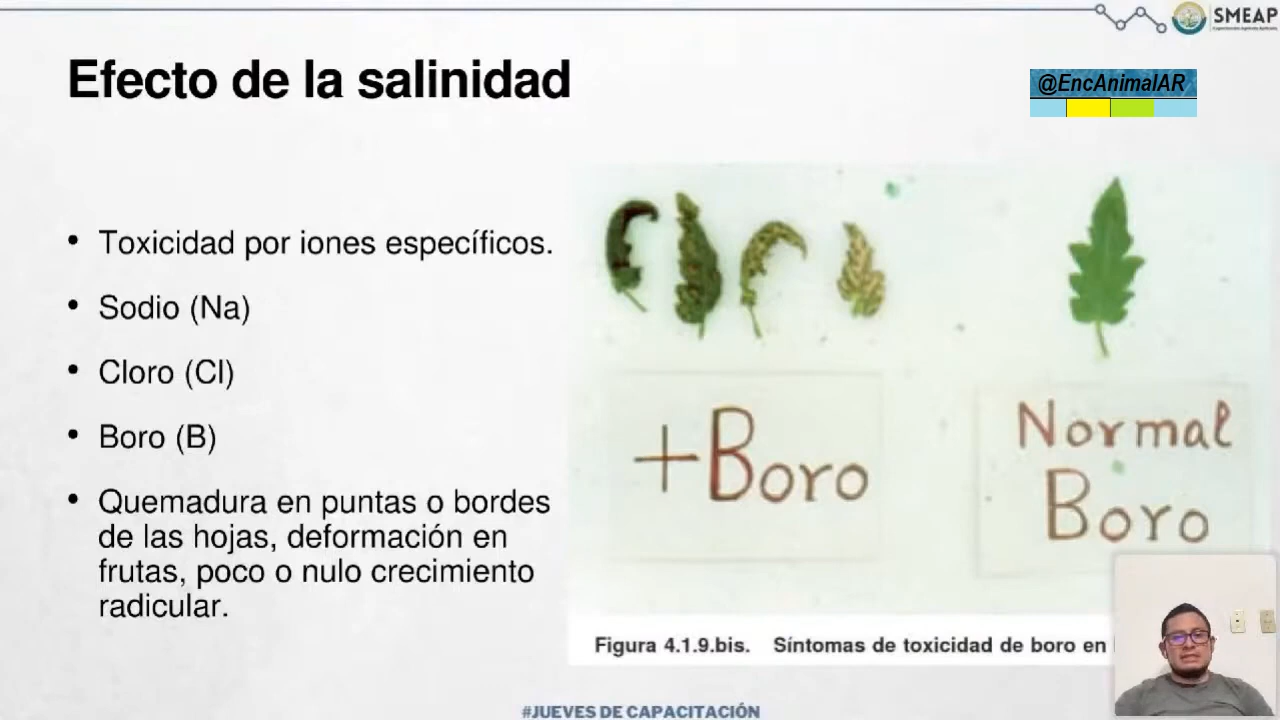 SMEAP
Efecto de la salinidad
@EncAnimalAR
• Toxicidad por iones específicos.
• Sodio (Na)
• Cloro (Cl)
• Boro (B)
• Quemadura en puntas o bordes
de las hojas, deformación en
frutas, poco o nulo crecimiento
radicular.
+Boro
Normal
Boro
Figura 4.1.9.bis. Síntomas de toxicidad de boro en
#JUEVES DE CAPACITACIÓN